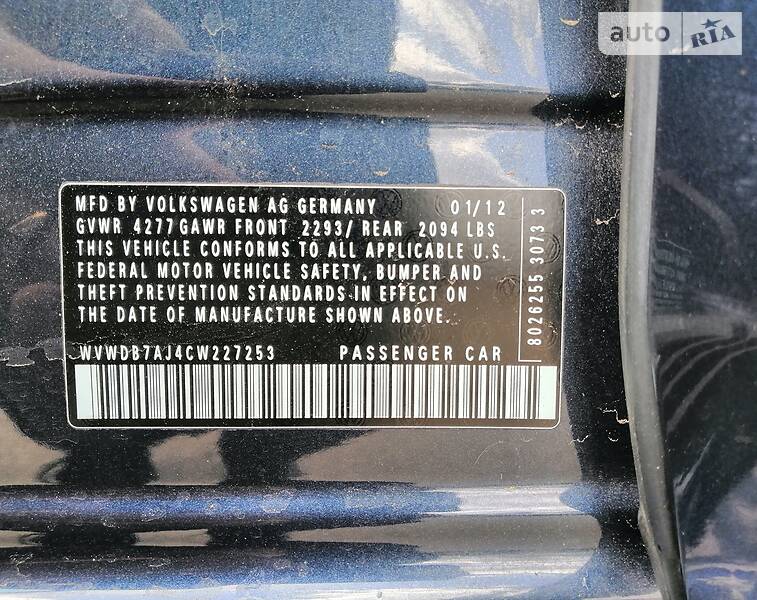 auto RIA
MFD BY VOLKSWAGEN AG GERMANY 01/12
GVWR 4277 GAWR FRONT 2293/ REAR 2094 LBS
THIS VEHICLE CONFORMS TO ALL APPLICABLE U.S.
FEDERAL MOTOR VEHICLE SAFETY, BUMPER AND
THEFT PREVENTION STANDARDS IN EFFECT ON
THE DATE OF MANUFACTURE SHOWN ABOVE.
WVWDB7AJ4CW227253 PASSENGER CAR
8026255 3073 3